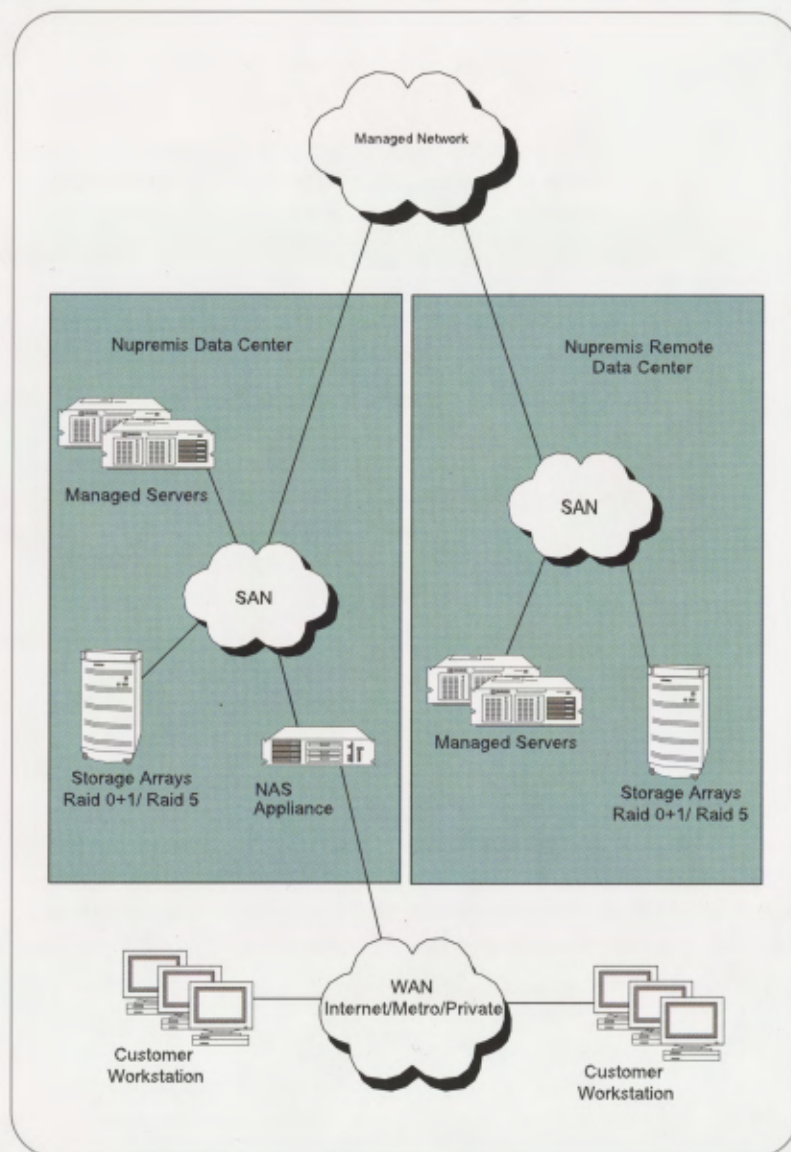 Managed Network
Nupremis Data Center
Nupremis Remote
Data Center
Managed Servers
SAN
SAN
Storage Arrays
Raid 0+1/ Raid 5
NAS
Appliance
Managed Servers
Storage Arrays
Raid 0+1/ Raid 5
WAN
Internet/Metro/Private
Customer
Workstation
Customer
Workstation